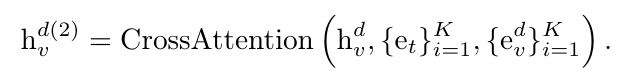 h_v^{d(2)} = CrossAttention ( h_v^d, {e_t}_{i=1}^K, {e_v^d}_{i=1}^K ) .